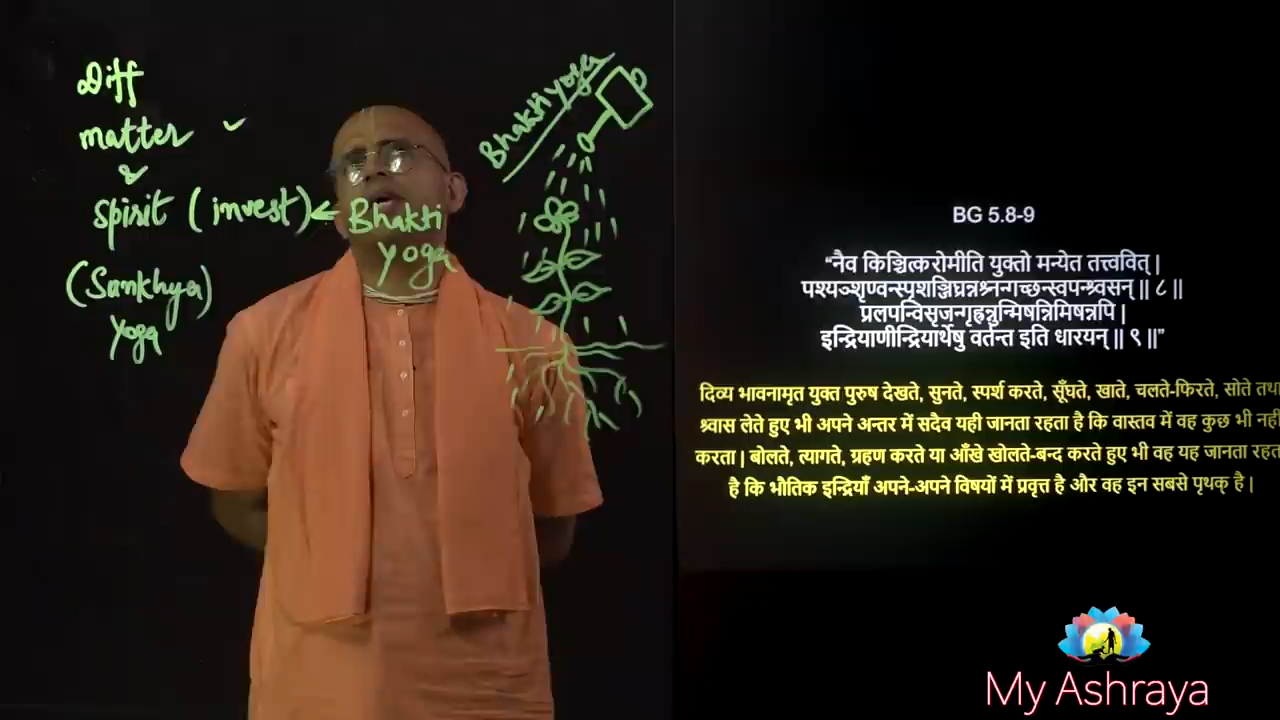 Diff
matter
&
spirit (invest) ← Bhakti
yoga
(Sankhya)
yoga
Bhakti yoga
BG 5.8-9
“नैव किञ्चित्करोमीति युक्तो मन्येत तत्त्ववित् |
पश्यञ्शृण्वन्स्पृशञ्जिघ्रन्नश्नन्गच्छन्स्वपन्श्वसन् || ८ ||
प्रलपन्विसृजन्गृह्णन्नुन्मिषन्निमिषन्नपि |
इन्द्रियाणीन्द्रियार्थेषु वर्तन्त इति धारयन् || ९ ||”
दिव्य भावनामृत युक्त पुरुष देखते, सुनते, स्पर्श करते, सूँघते, खाते, चलते-फिरते, सोते तथा
श्वास लेते हुए भी अपने अन्तर में सदैव यही जानता रहता है कि वास्तव में वह कुछ भी नहीं
करता | बोलते, त्यागते, ग्रहण करते या आँखे खोलते-बन्द करते हुए भी वह यह जानता रहत
है कि भौतिक इन्द्रियाँ अपने-अपने विषयों में प्रवृत्त है और वह इन सबसे पृथक् है |
My Ashraya